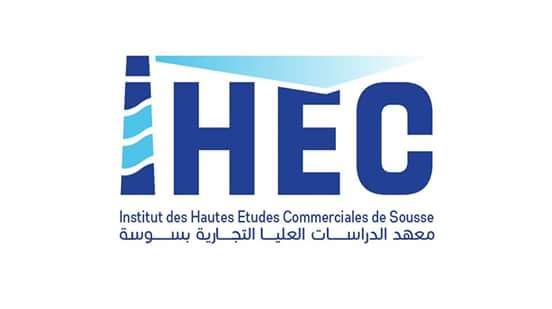 IHEC
Institut des Hautes Etudes Commerciales de Sousse
معهد الدراسات العليا التجارية بسوسة